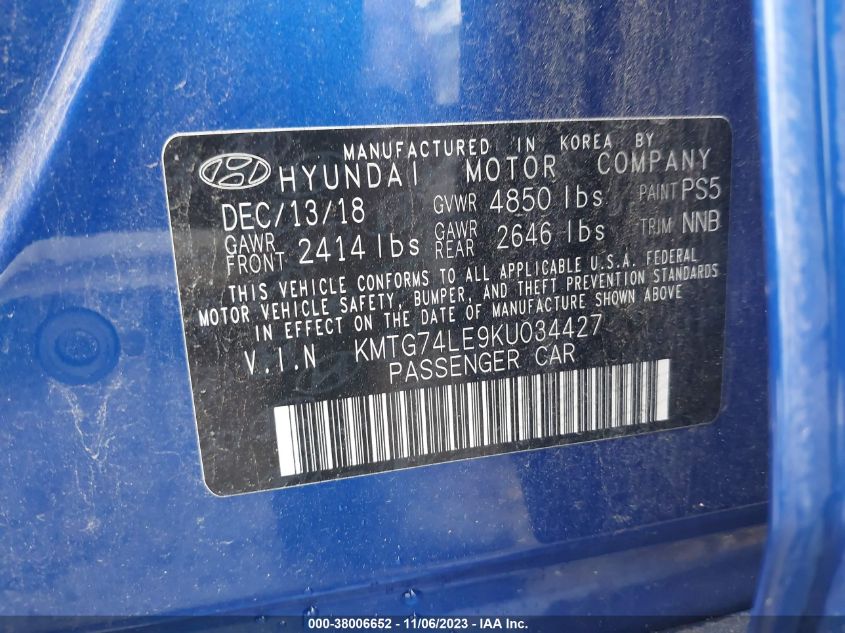 MANUFACTURED IN KOREA BY
HYUNDAI MOTOR COMPANY
DEC/13/18 GVWR 4850 lbs PAINT PS5
GAWR FRONT 2414 lbs GAWR REAR 2646 lbs TRIM NNB
THIS VEHICLE CONFORMS TO ALL APPLICABLE U.S.A. FEDERAL
MOTOR VEHICLE SAFETY, BUMPER, AND THEFT PREVENTION STANDARDS
IN EFFECT ON THE DATE OF MANUFACTURE SHOWN ABOVE
V.I.N KMTG74LE9KU034427
PASSENGER CAR
000-38006652 - 11/06/2023 - IAA Inc.